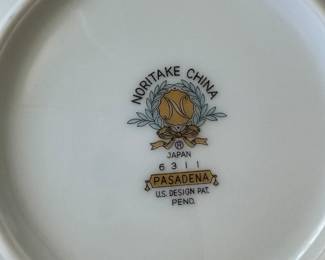 NORITAKE CHINA
N
®
JAPAN
6311
PASADENA
U.S. DESIGN PAT.
PEND.